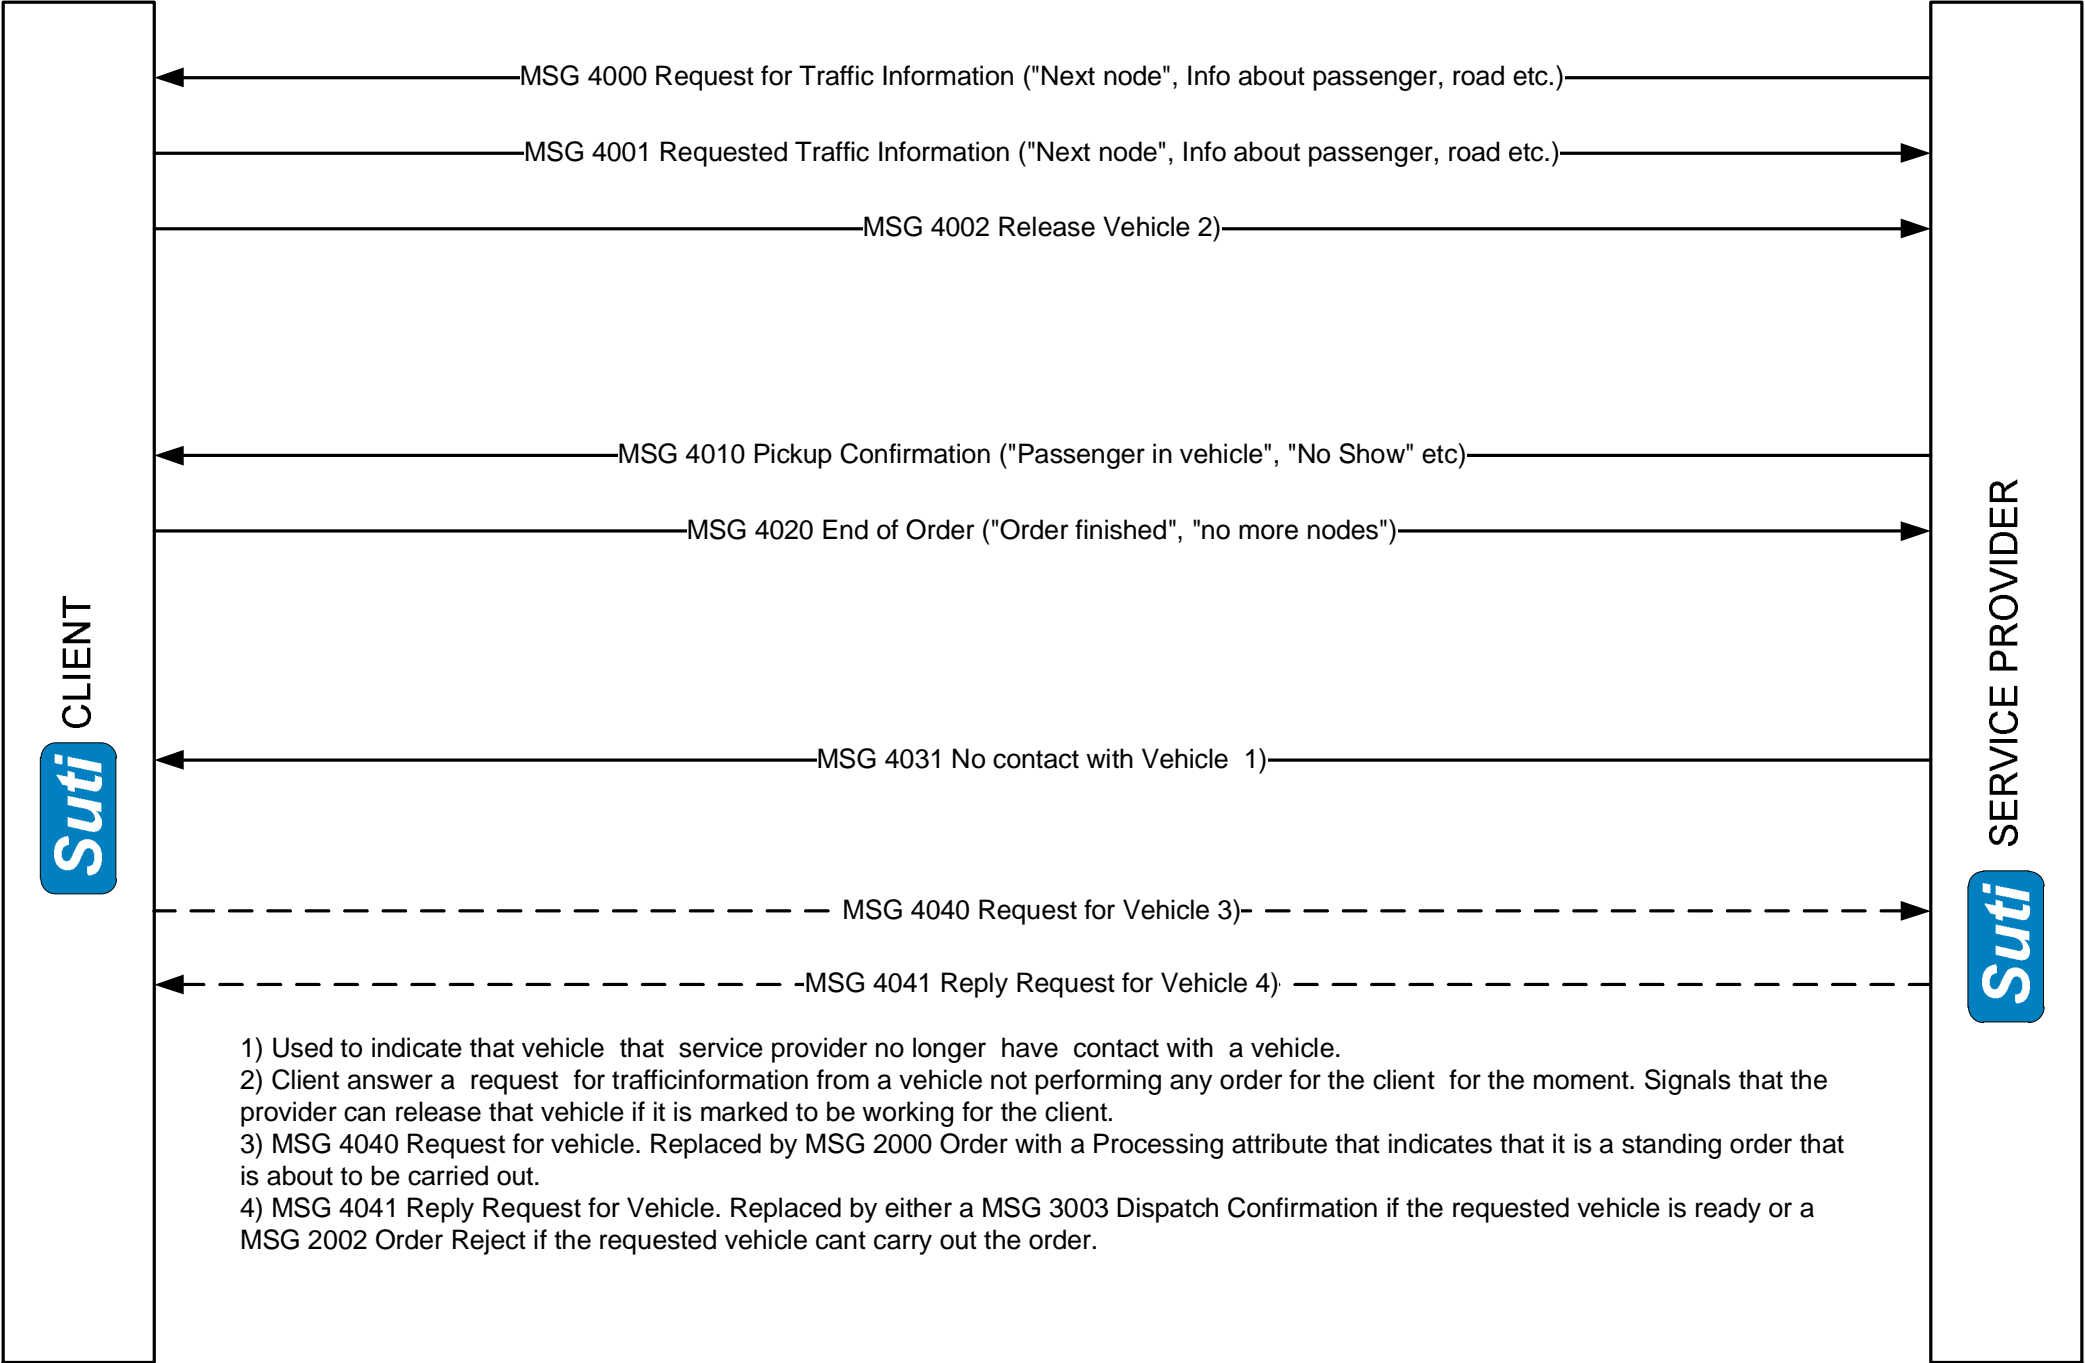 MSG 4000 Request for Traffic Information ("Next node", Info about passenger, road etc.)
MSG 4001 Requested Traffic Information ("Next node", Info about passenger, road etc.)
MSG 4002 Release Vehicle 2)
MSG 4010 Pickup Confirmation ("Passenger in vehicle", "No Show" etc)
MSG 4020 End of Order ("Order finished", "no more nodes")
MSG 4031 No contact with Vehicle  1)
MSG 4040 Request for Vehicle 3)
MSG 4041 Reply Request for Vehicle 4)
Suti CLIENT
Suti SERVICE PROVIDER
1) Used to indicate that vehicle  that  service provider no longer  have  contact with  a vehicle.
2) Client answer a  request  for trafficinformation from a vehicle not performing any order for the client  for the moment. Signals that the
provider can release that vehicle if it is marked to be working for the client.
3) MSG 4040 Request for vehicle. Replaced by MSG 2000 Order with a Processing attribute that indicates that it is a standing order that
is about to be carried out.
4) MSG 4041 Reply Request for Vehicle. Replaced by either a MSG 3003 Dispatch Confirmation if the requested vehicle is ready or a
MSG 2002 Order Reject if the requested vehicle cant carry out the order.